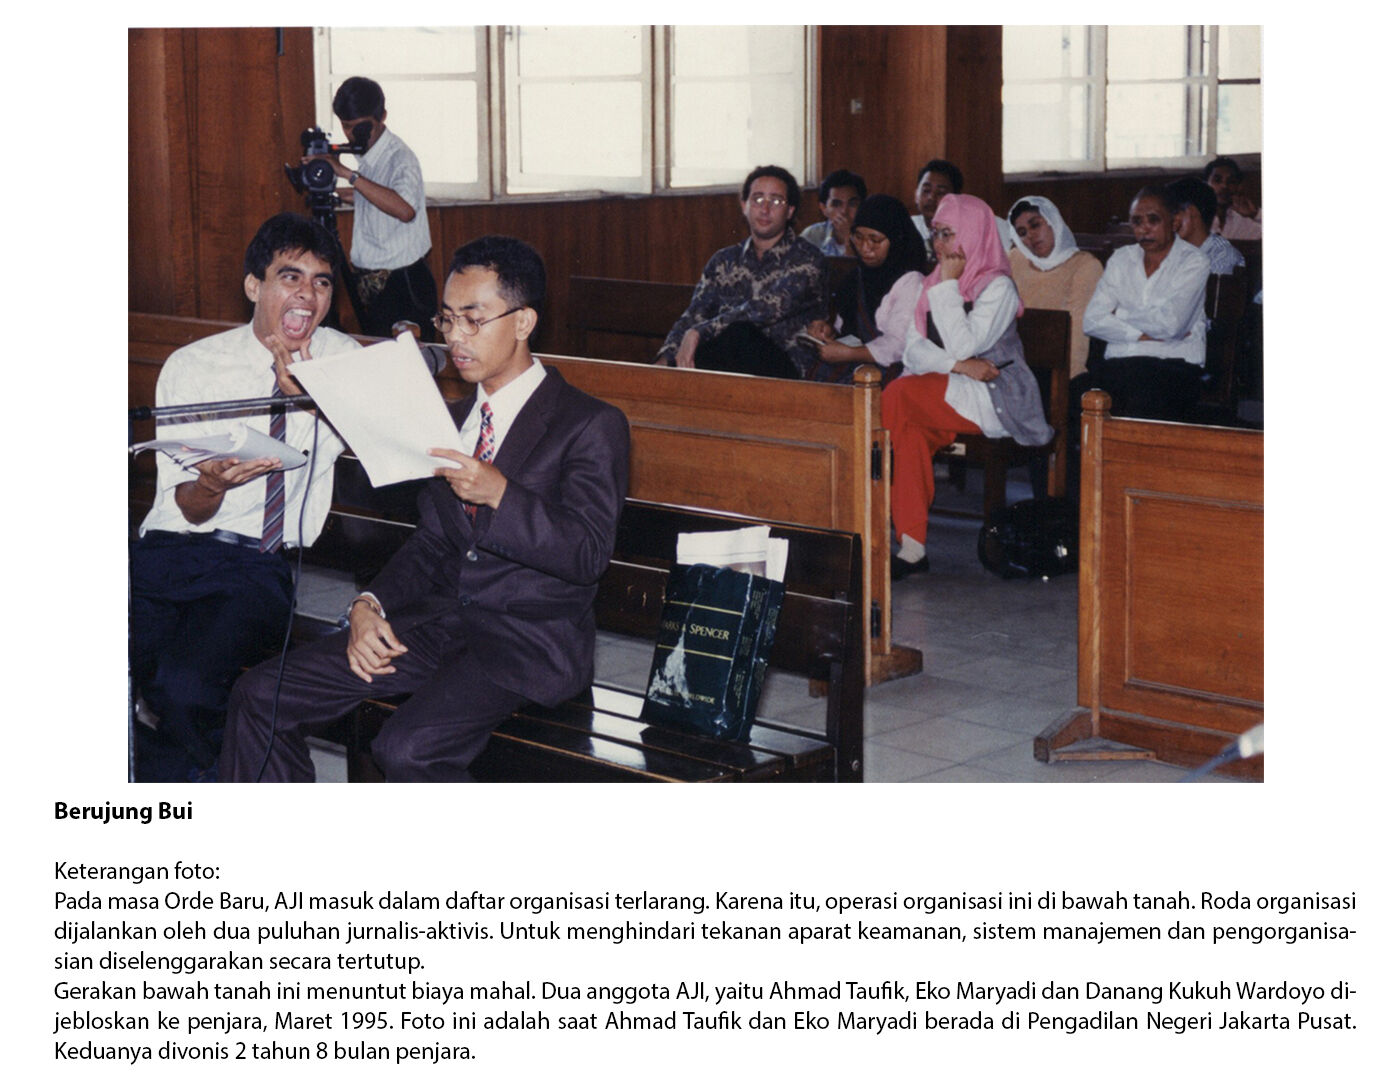 ARKS & SPENCER
RLDWIDE
Berujung Bui
Keterangan foto:
Pada masa Orde Baru, AJI masuk dalam daftar organisasi terlarang. Karena itu, operasi organisasi ini di bawah tanah. Roda organisasi
dijalankan oleh dua puluhan jurnalis-aktivis. Untuk menghindari tekanan aparat keamanan, sistem manajemen dan pengorganisa-
sian diselenggarakan secara tertutup.
Gerakan bawah tanah ini menuntut biaya mahal. Dua anggota AJI, yaitu Ahmad Taufik, Eko Maryadi dan Danang Kukuh Wardoyo di-
jebloskan ke penjara, Maret 1995. Foto ini adalah saat Ahmad Taufik dan Eko Maryadi berada di Pengadilan Negeri Jakarta Pusat.
Keduanya divonis 2 tahun 8 bulan penjara.